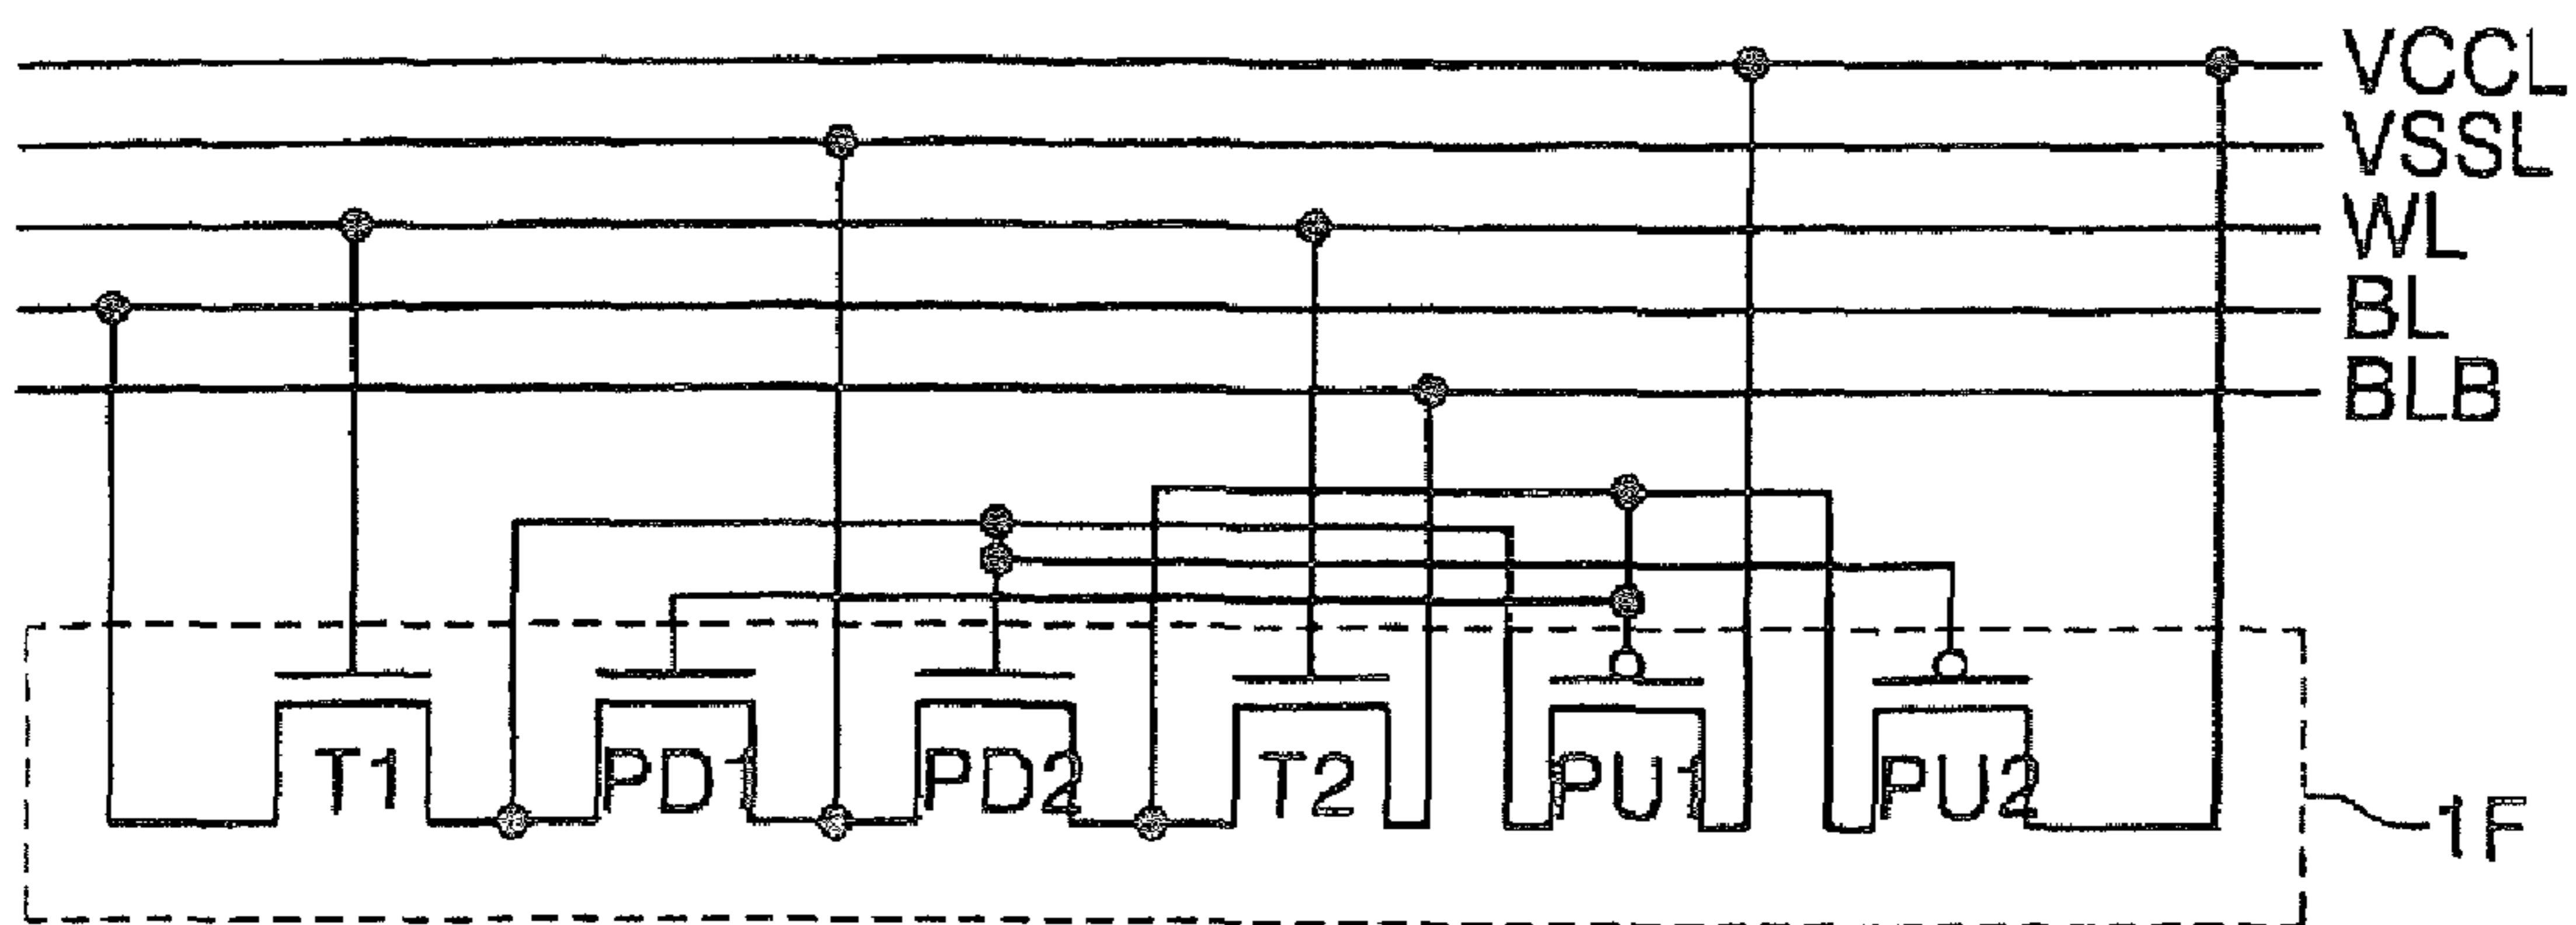 VCCL
VSSL
WL
BL
BLB
T1 PD1 PD2 T2 PU1 PU2
1F